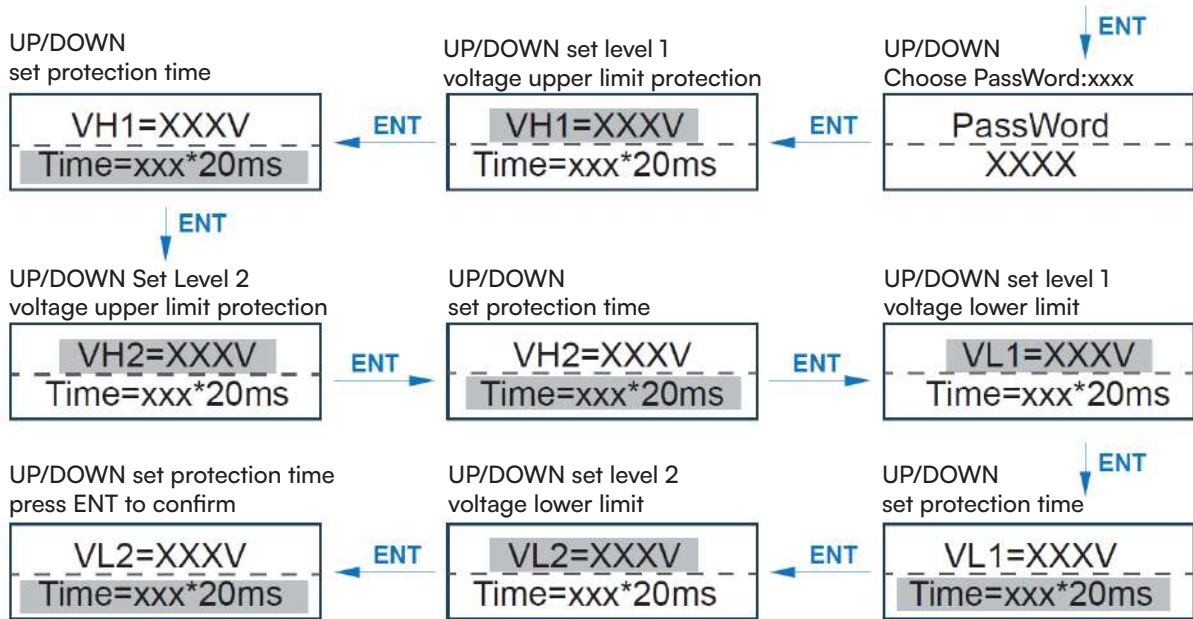 ENT
UP/DOWN
Choose PassWord:xxxx
PassWord
XXXX
ENT
UP/DOWN set level 1
voltage upper limit protection
VH1=XXXV
Time=xxx*20ms
ENT
UP/DOWN
set protection time
VH1=XXXV
Time=xxx*20ms
ENT
UP/DOWN Set Level 2
voltage upper limit protection
VH2=XXXV
Time=xxx*20ms
ENT
UP/DOWN
set protection time
VH2=XXXV
Time=xxx*20ms
ENT
UP/DOWN set level 1
voltage lower limit
VL1=XXXV
Time=xxx*20ms
ENT
UP/DOWN
set protection time
VL1=XXXV
Time=xxx*20ms
ENT
UP/DOWN set level 2
voltage lower limit
VL2=XXXV
Time=xxx*20ms
ENT
UP/DOWN set protection time
press ENT to confirm
VL2=XXXV
Time=xxx*20ms